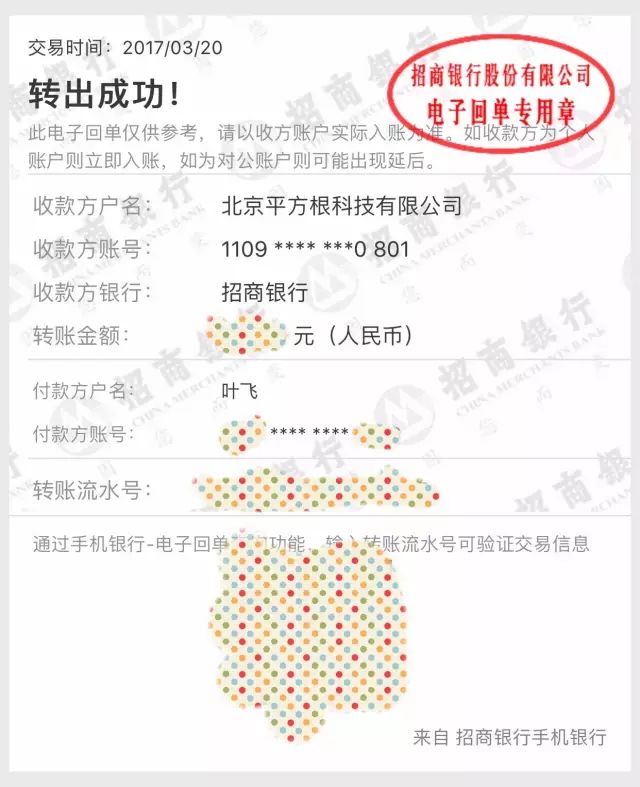 交易时间：2017/03/20
转出成功！
招商银行股份有限公司
电子回单专用章
此电子回单仅供参考，请以收方账户实际入账为准。如收款方为个人
账户则立即入账，如为对公账户则可能出现延后。
收款方户名：北京平方根科技有限公司
收款方账号：1109 **** ***0 801
收款方银行：招商银行
转账金额：元（人民币）
付款方户名：叶飞
付款方账号：**** ****
转账流水号：
通过手机银行-电子回单功能，输入转账流水号可验证交易信息
来自 招商银行手机银行
招商银行
CHINA MERCHANTS BANK